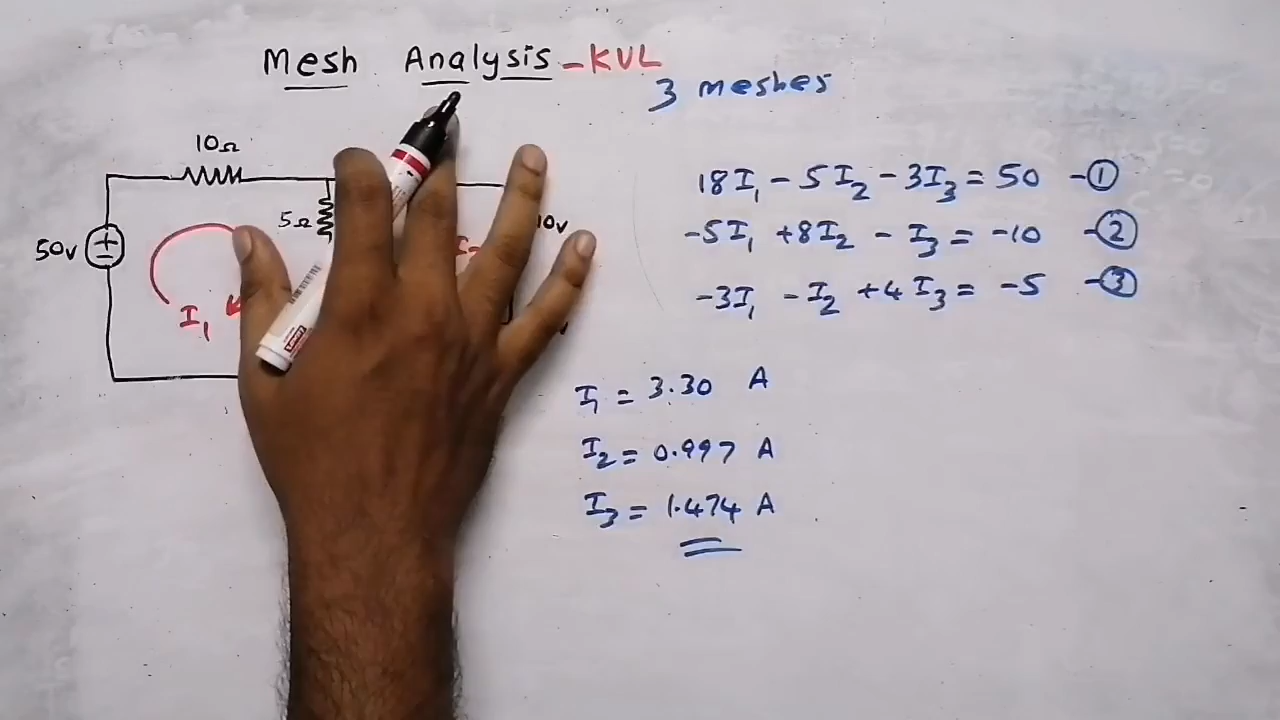 Mesh Analysis - KVL
3 meshes
10Ω
5Ω
10v
50v
I₁
18I₁ - 5I₂ - 3I₃ = 50 - ①
-5I₁ + 8I₂ - I₃ = -10 - ②
-3I₁ - I₂ + 4I₃ = -5 - ③
I₁ = 3.30 A
I₂ = 0.997 A
I₃ = 1.474 A